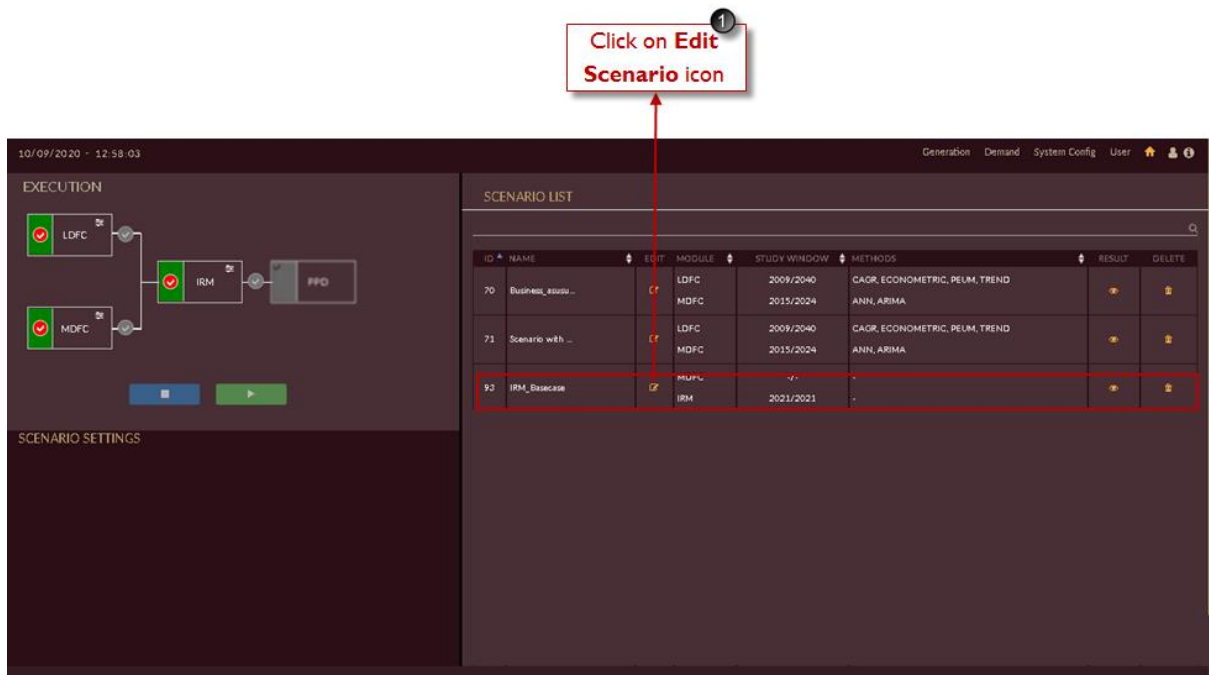 1
Click on Edit
Scenario icon
10/09/2020 - 12:58:03
Generation Demand System Config User
EXECUTION
LDFC
IRM
PPD
MDFC
SCENARIO SETTINGS
SCENARIO LIST
ID NAME EDIT MODULE STUDY WINDOW METHODS RESULT DELETE
70 Business_asusu... LDFC 2009/2040 CAGR, ECONOMETRIC, PEUM, TREND
MDFC 2015/2024 ANN, ARIMA
71 Scenario with ... LDFC 2009/2040 CAGR, ECONOMETRIC, PEUM, TREND
MDFC 2015/2024 ANN, ARIMA
93 IRM_Basecase MDFC -/- -
IRM 2021/2021 -